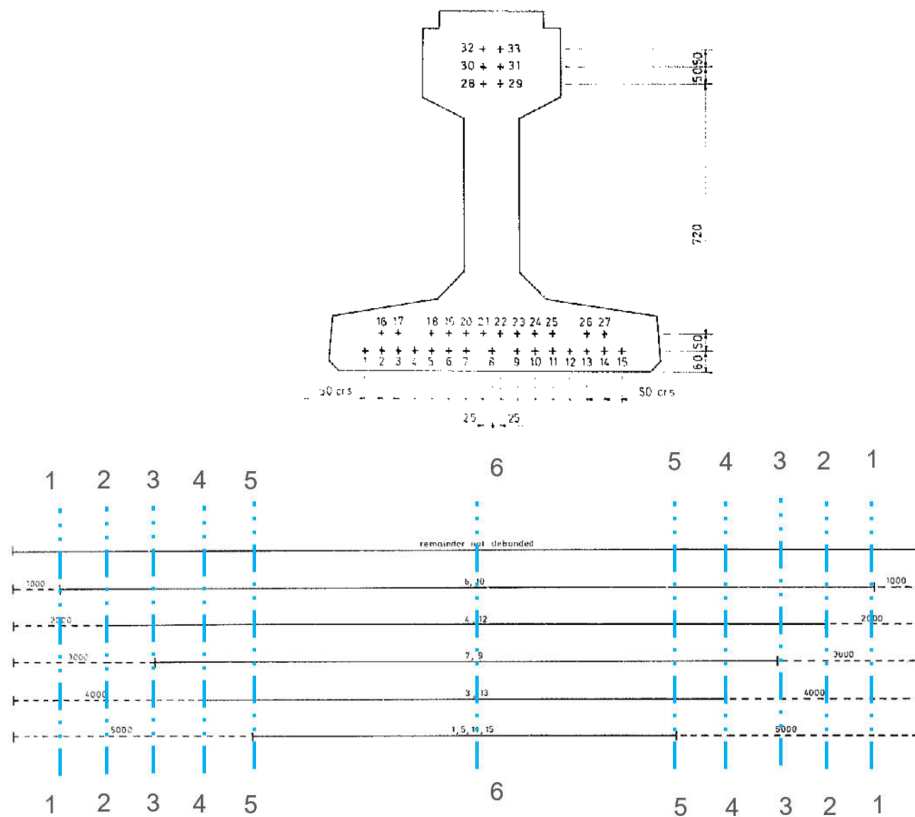 32 33
30 31
28 29
50
50
720
16 17 18 19 20 21 22 23 24 25 26 27
50
1 2 3 4 5 6 7 8 9 10 11 12 13 14 15
60
50 crs 50 crs
25 25
1 2 3 4 5 6 5 4 3 2 1
remainder not debonded
1000 6, 10 1000
2000 4, 12 2000
3000 7, 9 3000
4000 3, 13 4000
5000 1, 5, 11, 15 5000
1 2 3 4 5 6 5 4 3 2 1